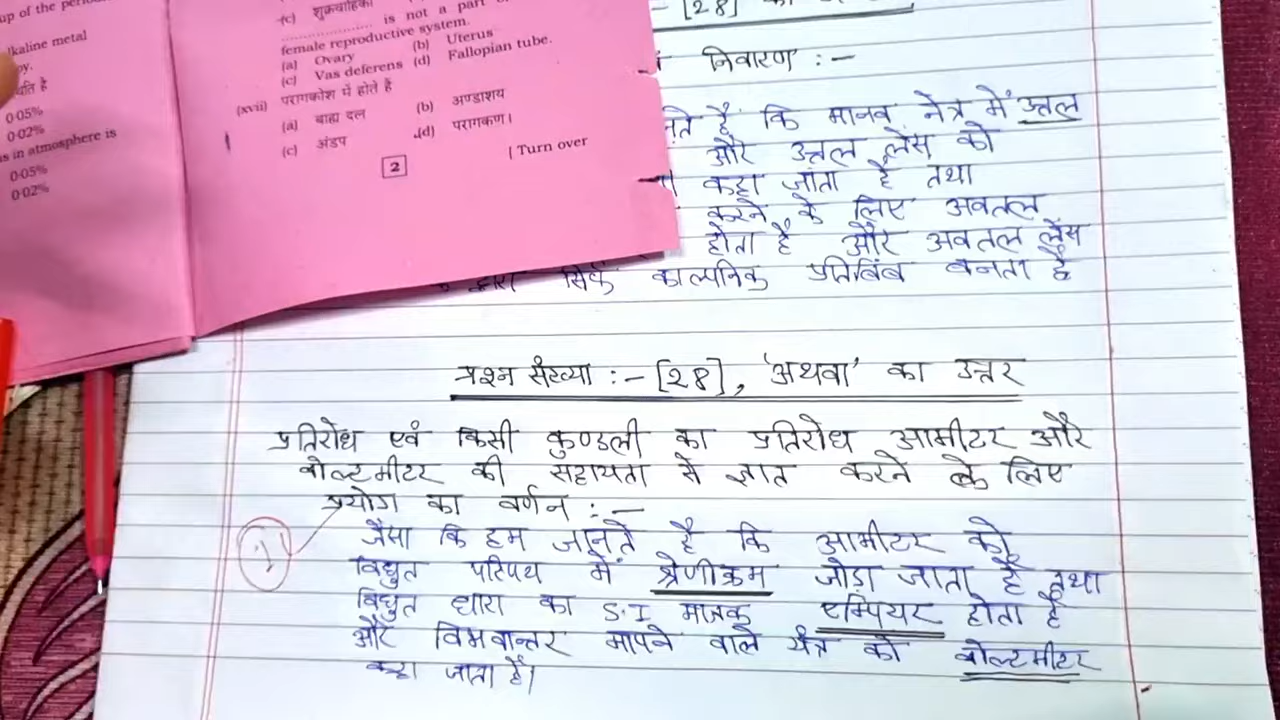 up of the
lkaline metal
0·05%
0·02%
s in atmosphere is
0·05%
0·02%
(c) शुक्रवाहिका
is not a part
female reproductive system.
(a) Ovary (b) Uterus
(c) Vas deferens (d) Fallopian tube.
(xvii) परागकोश में होते हैं
(a) बाह्य दल (b) अण्डाशय
(c) अंडप (d) परागकण।
2
[ Turn over
[28]
निवारण :-
है कि मानव नेत्र में उत्तल
और उत्तल लेंस को
कहा जाता है तथा
करने के लिए अवतल
होता है और अवतल लेंस
द्वारा सिर्फ काल्पनिक प्रतिबिंब बनता है
प्रश्न संख्या :- [28], 'अथवा' का उत्तर
प्रतिरोध एवं किसी कुण्डली का प्रतिरोध आमीटर और
वोल्टमीटर की सहायता से ज्ञात करने के लिए
प्रयोग का वर्णन :-
जैसा कि हम जानते है कि आमीटर को
विद्युत परिपथ में श्रेणीक्रम जोड़ा जाता है तथा
विद्युत धारा का S.I मात्रक एम्पियर होता है
और विभवान्तर मापने वाले यंत्र को वोल्टमीटर
कहा जाता है।